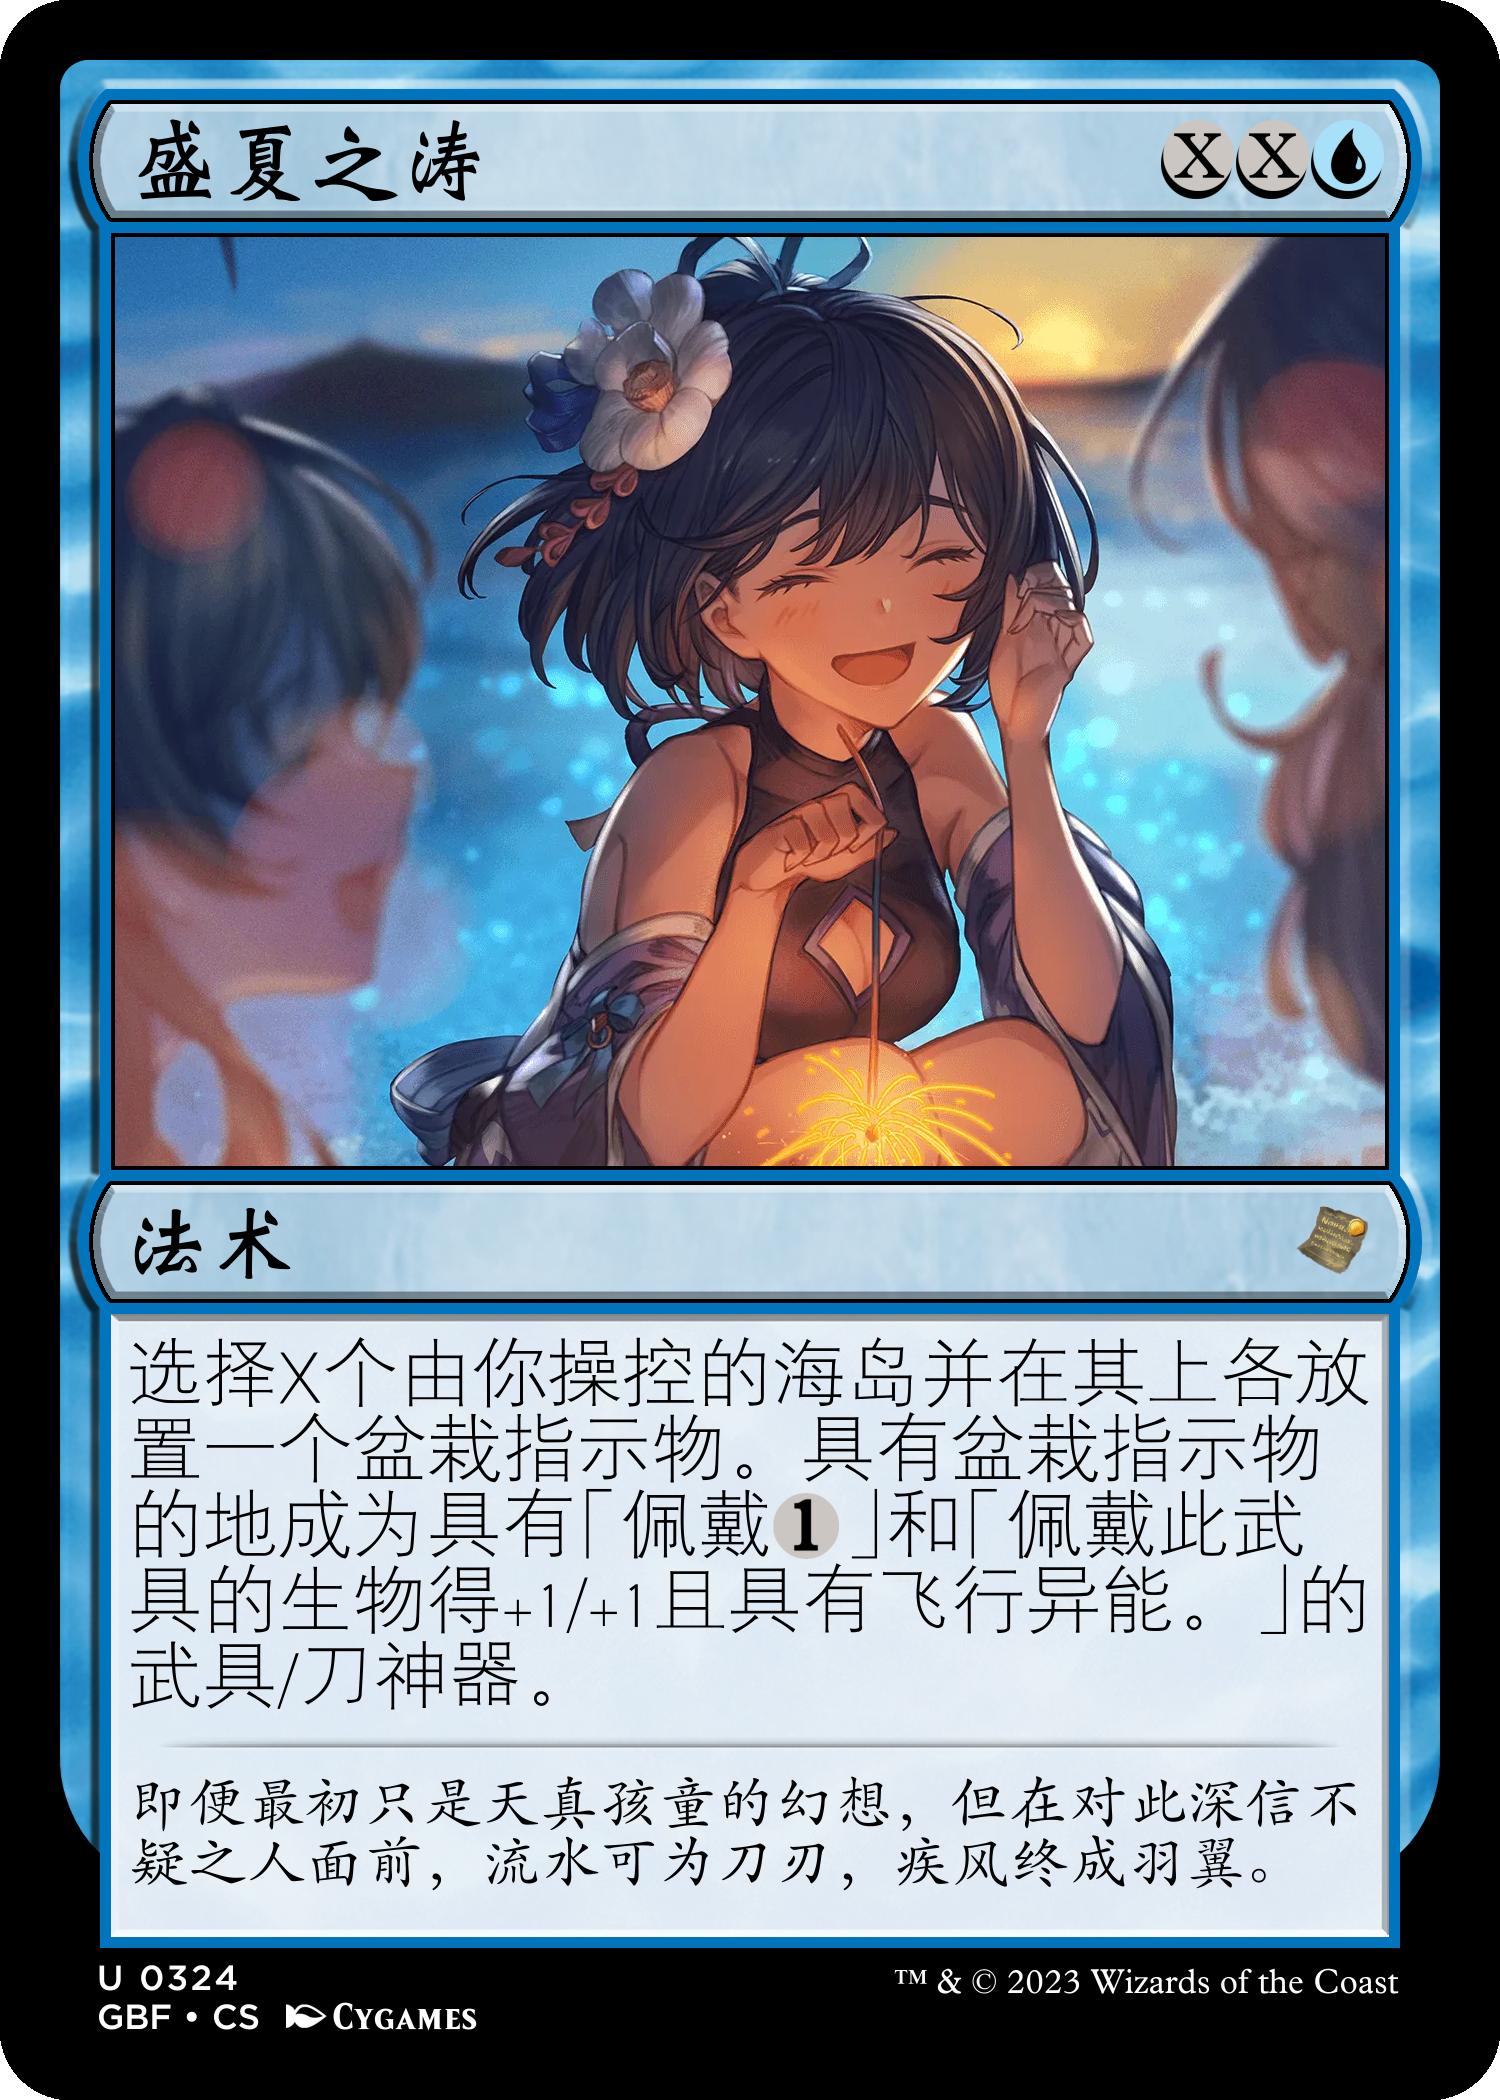 盛夏之涛 XX
法术
选择X个由你操控的海岛并在其上各放
置一个盆栽指示物。具有盆栽指示物
的地成为具有「佩戴1」和「佩戴此武
具的生物得+1/+1且具有飞行异能。」的
武具/刀神器。
即便最初只是天真孩童的幻想，但在对此深信不
疑之人面前，流水可为刀刃，疾风终成羽翼。
U 0324
GBF • CS CYGAMES
™ & © 2023 Wizards of the Coast